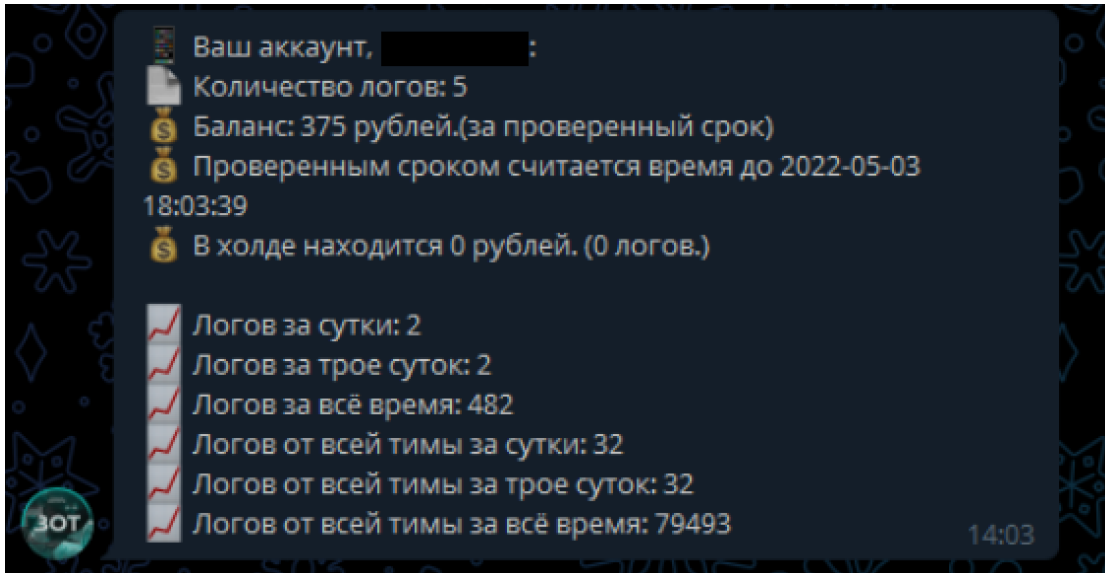 Ваш аккаунт, :
Количество логов: 5
Баланс: 375 рублей.(за проверенный срок)
Проверенным сроком считается время до 2022-05-03
18:03:39
В холде находится 0 рублей. (0 логов.)
Логов за сутки: 2
Логов за трое суток: 2
Логов за всё время: 482
Логов от всей тимы за сутки: 32
Логов от всей тимы за трое суток: 32
Логов от всей тимы за всё время: 79493
ЗОТ
14:03